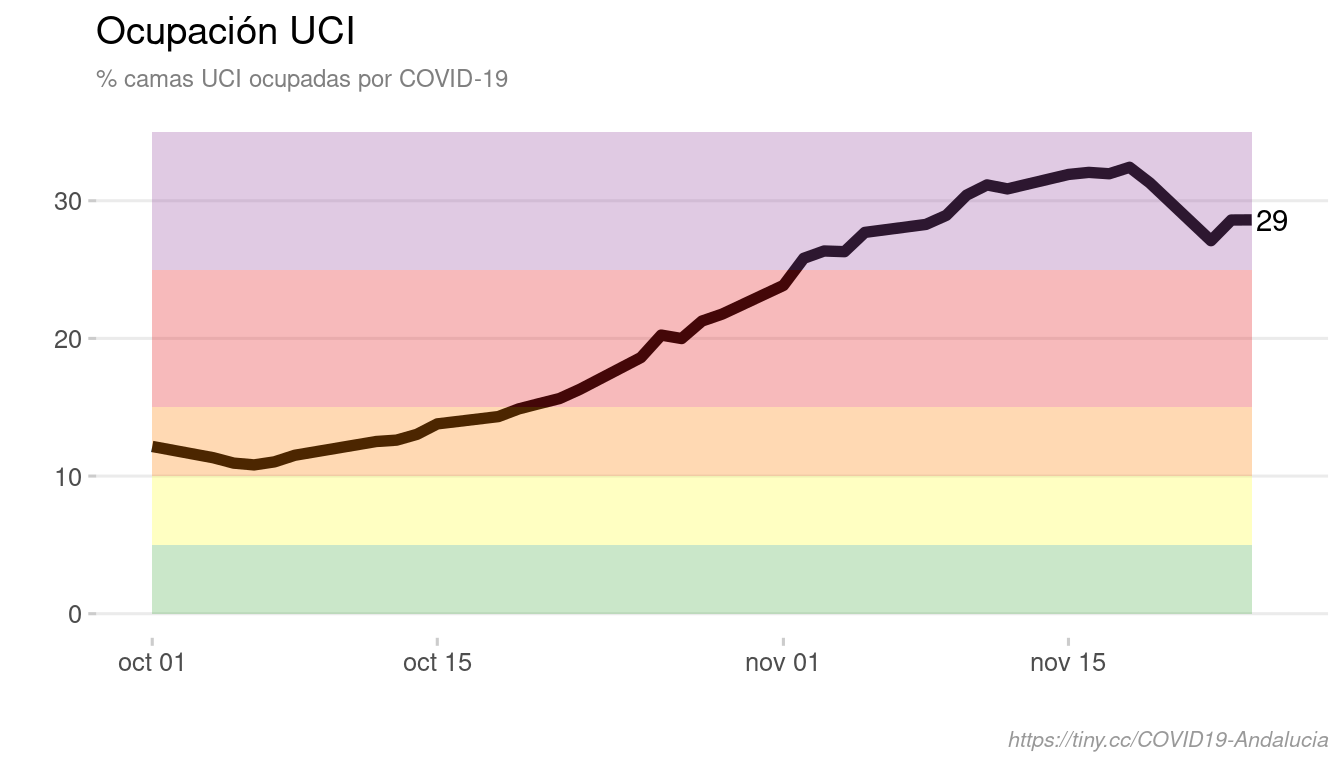 Ocupación UCI
% camas UCI ocupadas por COVID-19
30
29
20
10
0
oct 01
oct 15
nov 01
nov 15
https://tiny.cc/COVID19-Andalucia